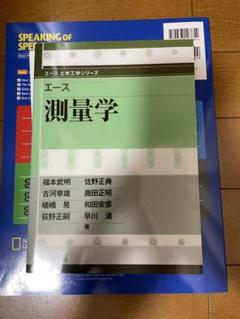 SPEAKING OF
SPEE
エース 土木工学シリーズ
エース
測量学
福本武明 佐野正典
古河幸雄 鹿田正昭
嵯峨 晃 和田安彦
荻野正嗣 早川 清
著